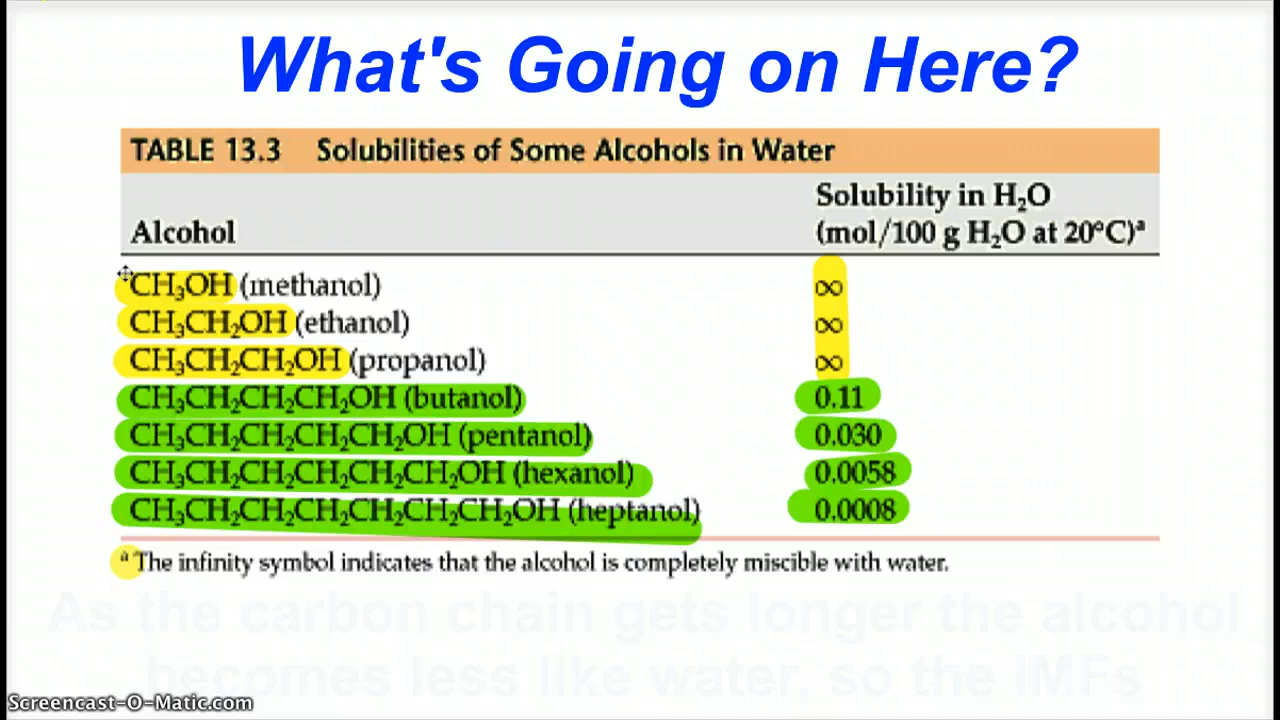 What's Going on Here?
TABLE 13.3 Solubilities of Some Alcohols in Water
Alcohol
Solubility in H₂O
(mol/100 g H₂O at 20°C)ᵃ
CH₃OH (methanol) ∞
CH₃CH₂OH (ethanol) ∞
CH₃CH₂CH₂OH (propanol) ∞
CH₃CH₂CH₂CH₂OH (butanol) 0.11
CH₃CH₂CH₂CH₂CH₂OH (pentanol) 0.030
CH₃CH₂CH₂CH₂CH₂CH₂OH (hexanol) 0.0058
CH₃CH₂CH₂CH₂CH₂CH₂CH₂OH (heptanol) 0.0008
ᵃ The infinity symbol indicates that the alcohol is completely miscible with water.
As the carbon chain gets longer the alcohol
becomes less like water, so the IMFs
Screencast-O-Matic.com